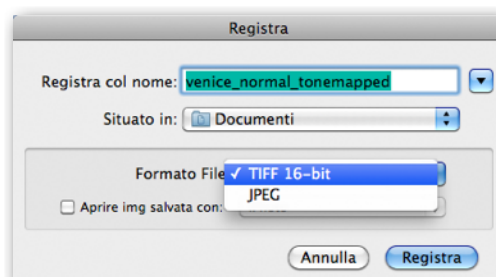 Registra
Registra col nome: venice_normal_tonemapped
Situato in: Documenti
Formato File ✓ TIFF 16-bit
JPEG
Aprire img salvata con:
Annulla Registra